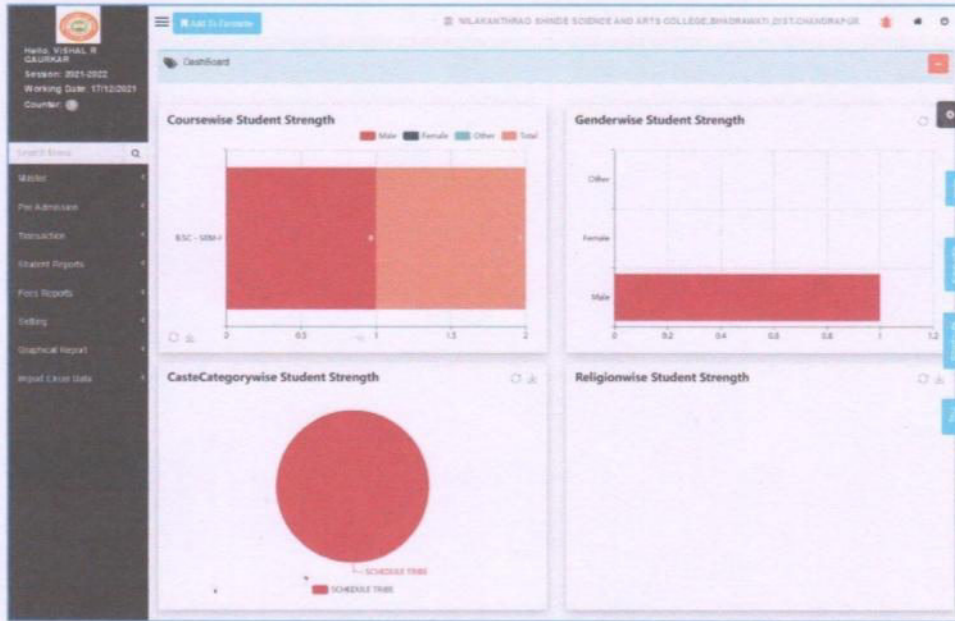 Hello, VISHAL R
GAURKAR
Session: 2021-2022
Working Date: 17/12/2021
Counter:
Search Menu
Master
Pre Admission
Transaction
Student Reports
Fees Reports
Setting
Graphical Report
Import Excel Data
Add To Favourite
NILAKANTHRAO SHINDE SCIENCE AND ARTS COLLEGE,BHADRAWATI,DIST.CHANDRAPUR.
DashBoard
Coursewise Student Strength
Male Female Other Total
BSC - SEM-I
0 0.5 1 1.5 2
Genderwise Student Strength
Other
Female
Male
0 0.2 0.4 0.6 0.8 1 1.2
CasteCategorywise Student Strength
SCHEDULE TRIBE
SCHEDULE TRIBE
Religionwise Student Strength